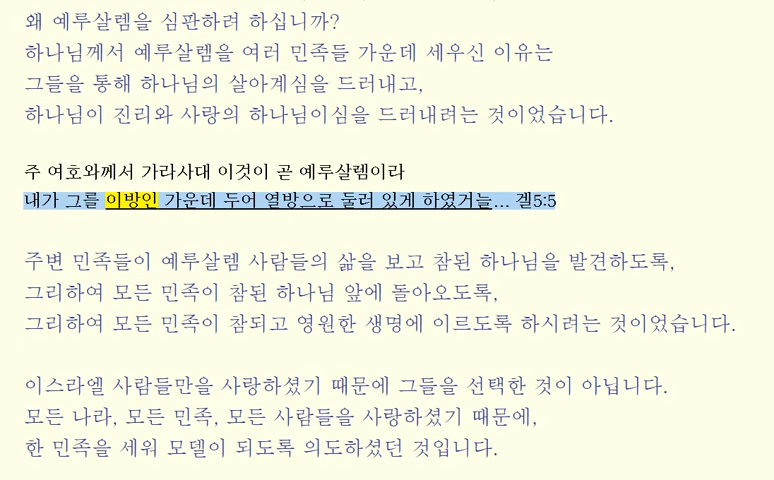 왜 예루살렘을 심판하려 하십니까?
하나님께서 예루살렘을 여러 민족들 가운데 세우신 이유는
그들을 통해 하나님의 살아계심을 드러내고,
하나님이 진리와 사랑의 하나님이심을 드러내려는 것이었습니다.
주 여호와께서 가라사대 이것이 곧 예루살렘이라
내가 그를 이방인 가운데 두어 열방으로 둘러 있게 하였거늘... 겔5:5
주변 민족들이 예루살렘 사람들의 삶을 보고 참된 하나님을 발견하도록,
그리하여 모든 민족이 참된 하나님 앞에 돌아오도록,
그리하여 모든 민족이 참되고 영원한 생명에 이르도록 하시려는 것이었습니다.
이스라엘 사람들만을 사랑하셨기 때문에 그들을 선택한 것이 아닙니다.
모든 나라, 모든 민족, 모든 사람들을 사랑하셨기 때문에,
한 민족을 세워 모델이 되도록 의도하셨던 것입니다.